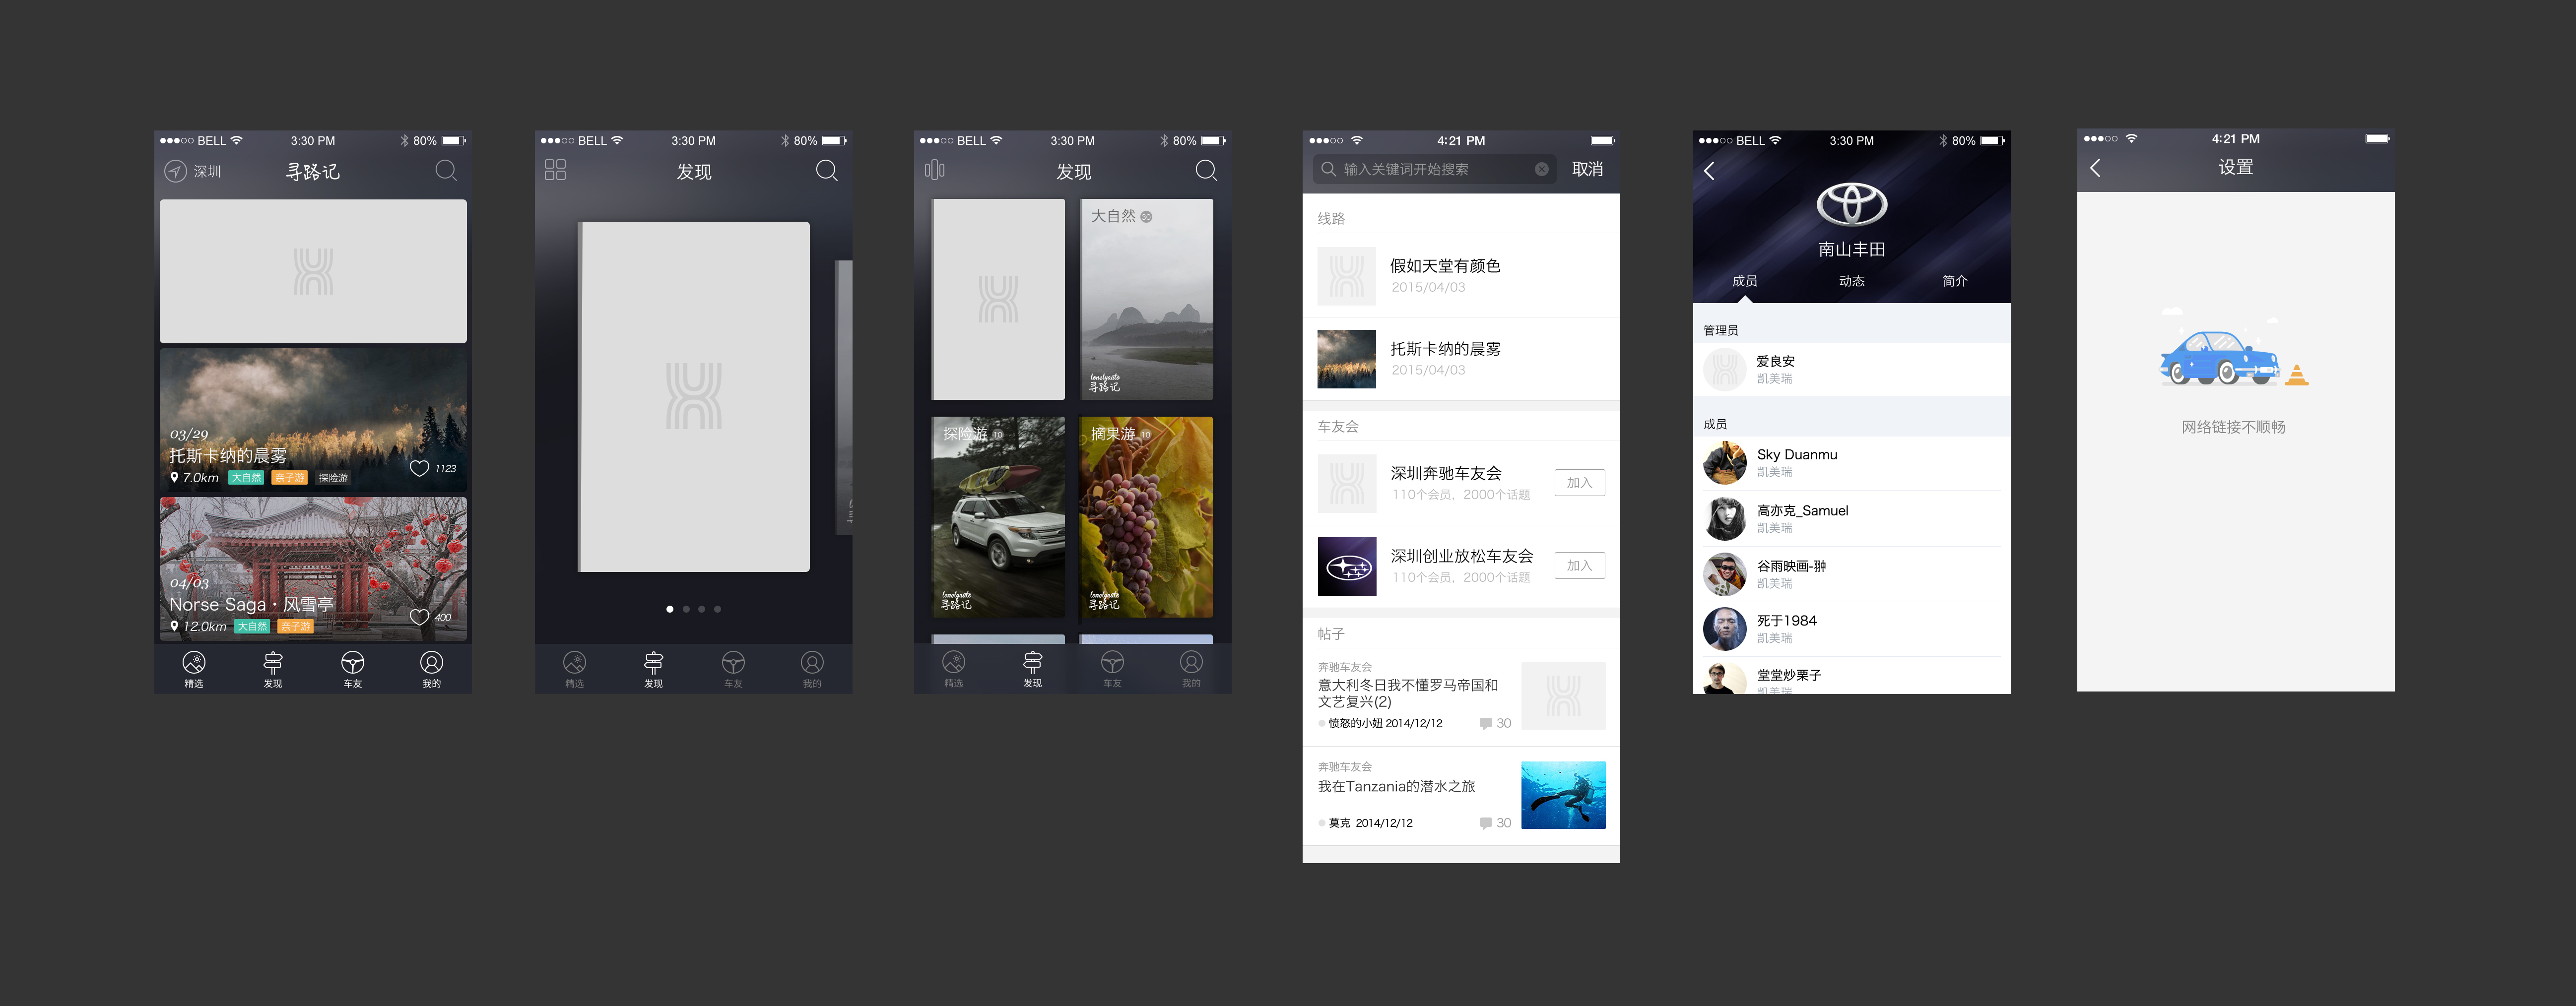 BELL 3:30 PM 80%
深圳 寻路记
03/29
托斯卡纳的晨雾
7.0km 大自然 亲子游 探险游 1123
04/03
Norse Saga·风雪亭
12.0km 大自然 亲子游 400
精选 发现 车友 我的
BELL 3:30 PM 80%
发现
精选 发现 车友 我的
BELL 3:30 PM 80%
发现
大自然 30
寻路记
探险游 10
摘果游 10
寻路记
寻路记
精选 发现 车友 我的
4:21 PM
输入关键词开始搜索 取消
线路
假如天堂有颜色
2015/04/03
托斯卡纳的晨雾
2015/04/03
车友会
深圳奔驰车友会
110个会员，2000个话题
加入
深圳创业放松车友会
110个会员，2000个话题
加入
帖子
奔驰车友会
意大利冬日我不懂罗马帝国和
文艺复兴(2)
愤怒的小妞 2014/12/12 30
奔驰车友会
我在Tanzania的潜水之旅
莫克 2014/12/12 30
BELL 3:30 PM 80%
南山丰田
成员 动态 简介
管理员
爱良安
凯美瑞
成员
Sky Duanmu
凯美瑞
高亦克_Samuel
凯美瑞
谷雨映画-翀
凯美瑞
死于1984
凯美瑞
堂堂炒栗子
凯美瑞
4:21 PM
设置
网络链接不顺畅